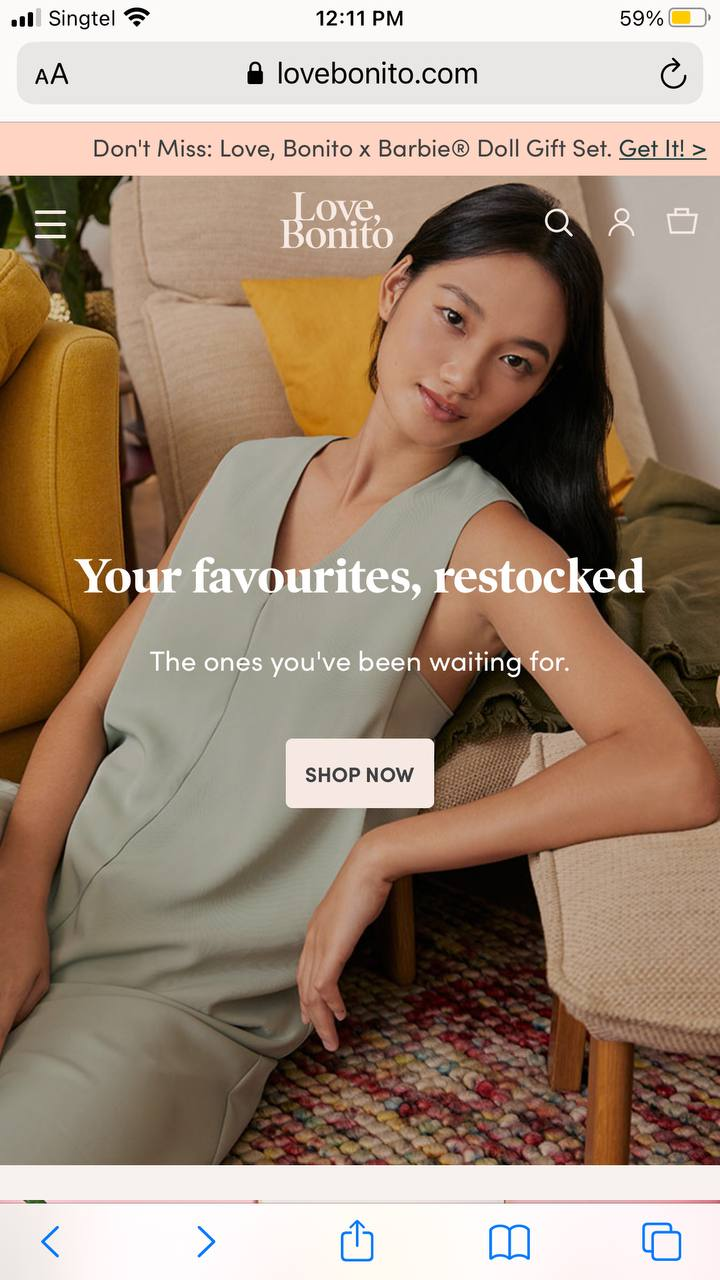 Singtel 12:11 PM 59%
AA lovebonito.com
Don't Miss: Love, Bonito x Barbie® Doll Gift Set. Get It! >
Love,
Bonito
Your favourites, restocked
The ones you've been waiting for.
SHOP NOW